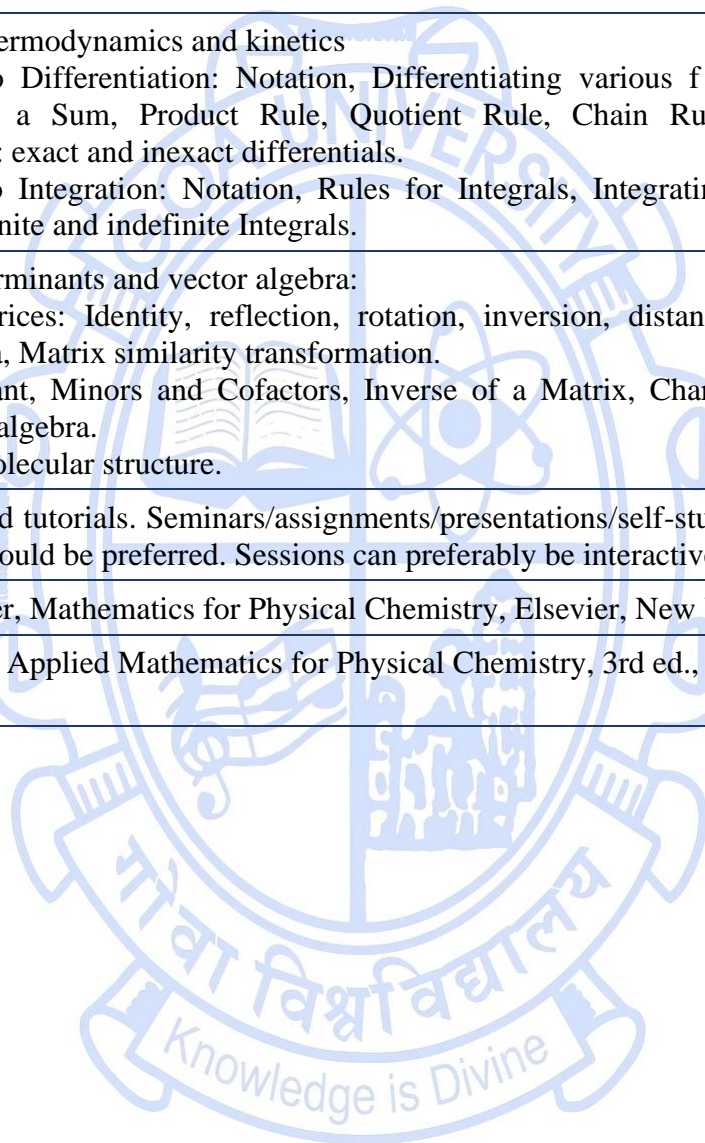 ermodynamics and kinetics
o Differentiation: Notation, Differentiating various f
a Sum, Product Rule, Quotient Rule, Chain Ru
: exact and inexact differentials.
o Integration: Notation, Rules for Integrals, Integratin
nite and indefinite Integrals.
rminants and vector algebra:
rices: Identity, reflection, rotation, inversion, distan
a, Matrix similarity transformation.
ant, Minors and Cofactors, Inverse of a Matrix, Char
algebra.
olecular structure.
d tutorials. Seminars/assignments/presentations/self-stu
ould be preferred. Sessions can preferably be interactive
er, Mathematics for Physical Chemistry, Elsevier, New
Applied Mathematics for Physical Chemistry, 3rd ed.,
GOA UNIVERSITY
गोंवा विश्वविद्यालय
Knowledge is Divine